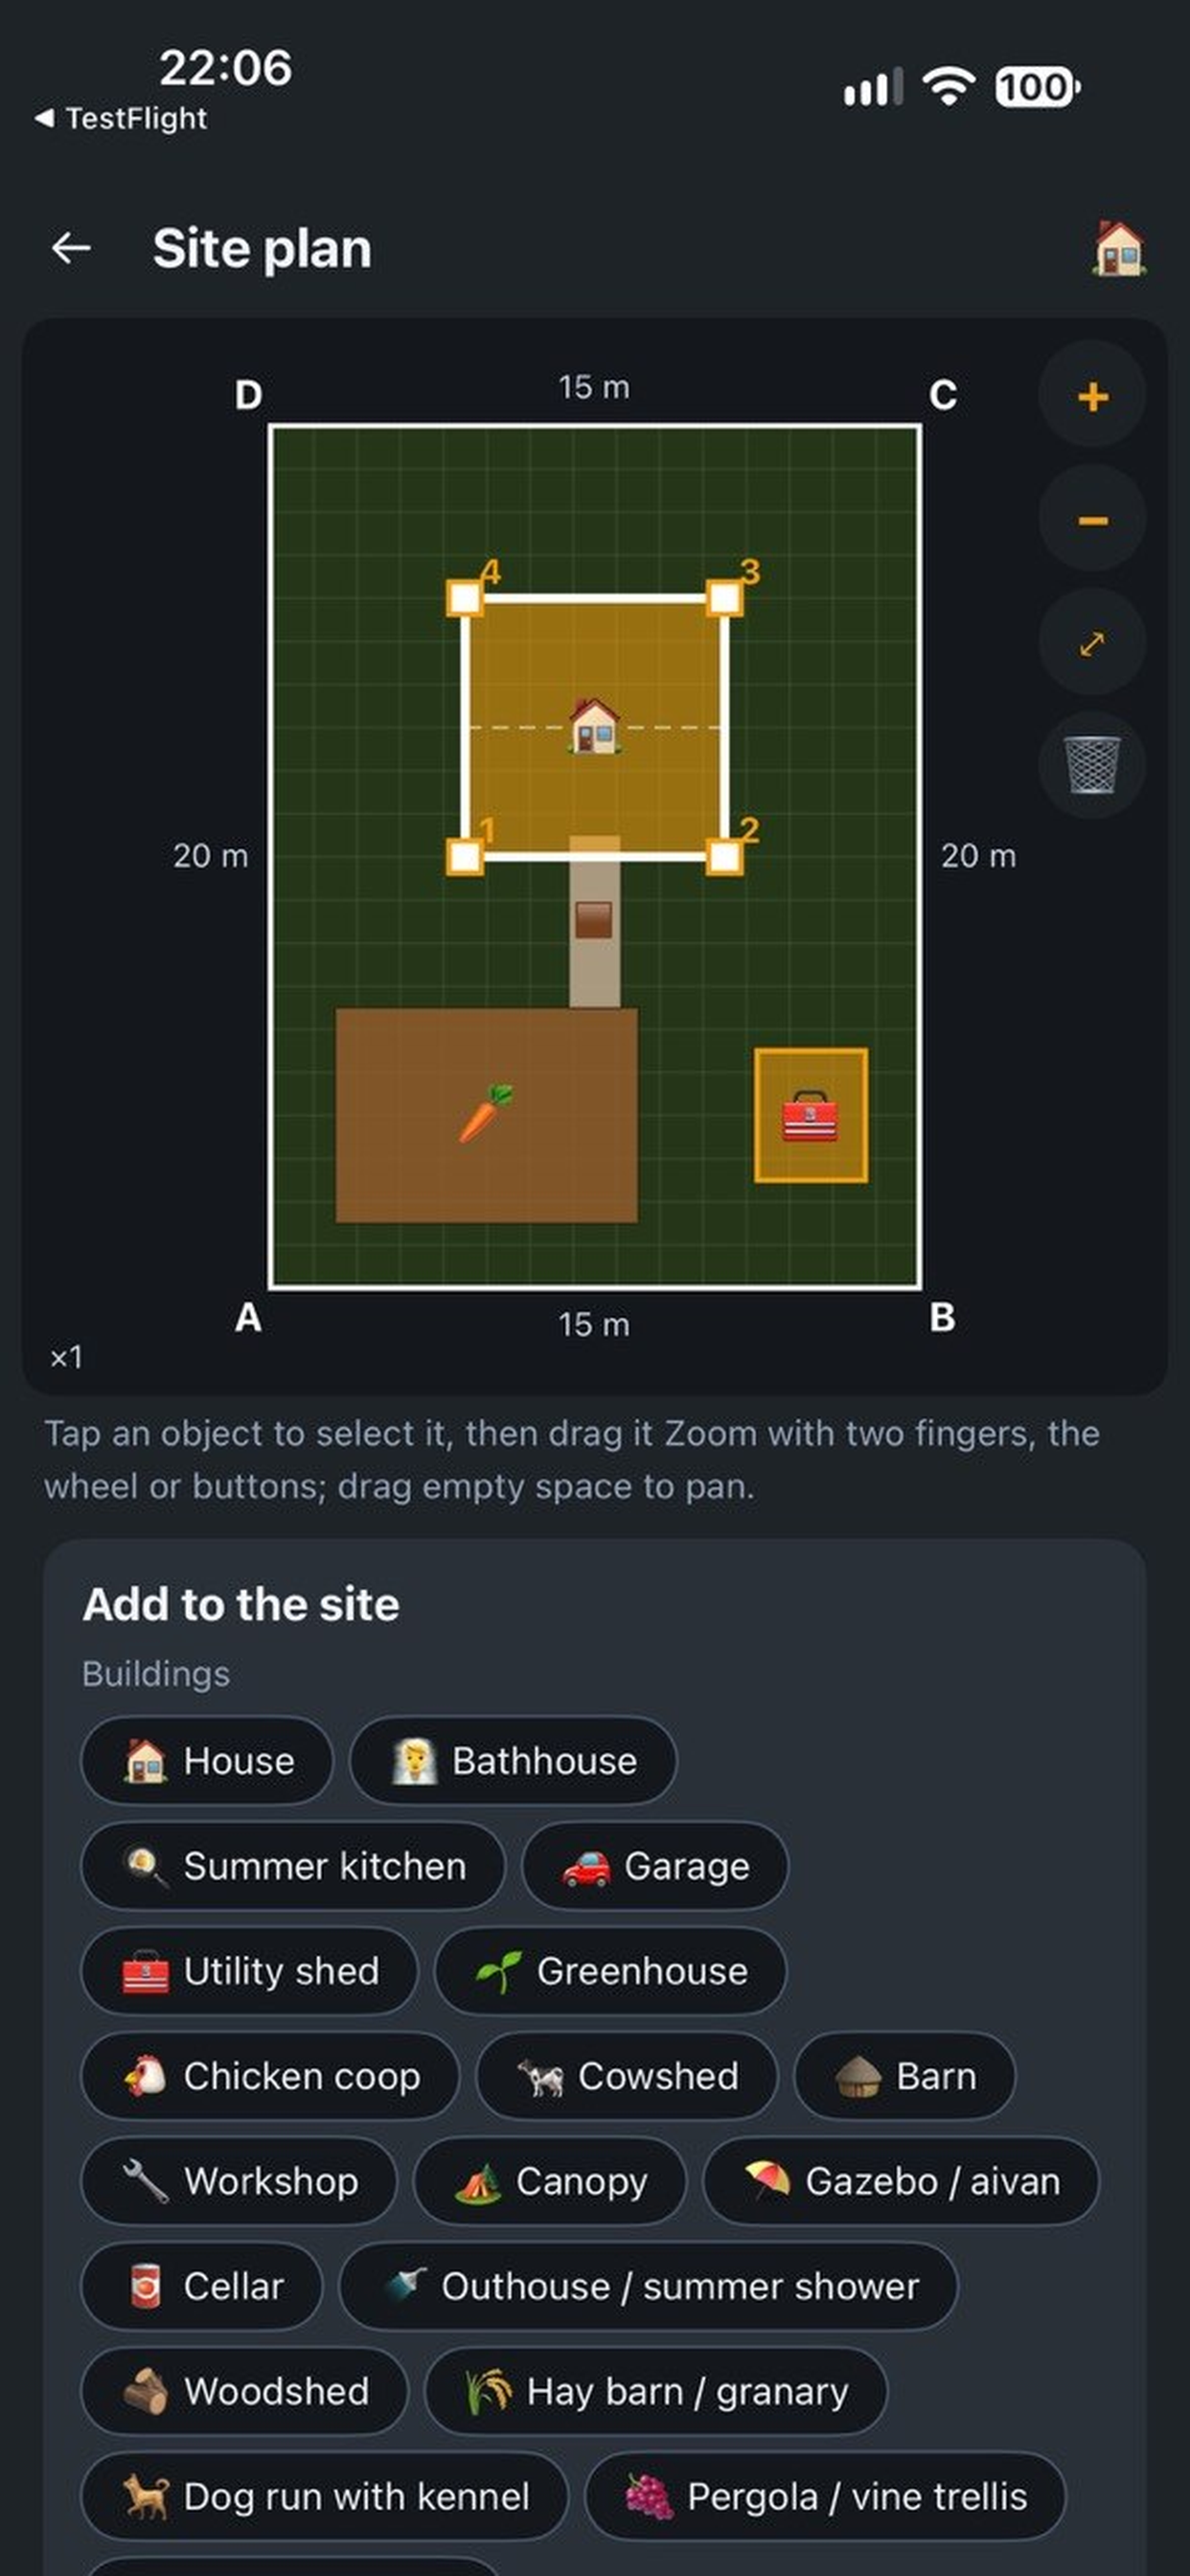 22:06
100
◀ TestFlight
← Site plan
D 15 m C
+
−
4 3
1 2
20 m 20 m
A 15 m B
×1
Tap an object to select it, then drag it Zoom with two fingers, the
wheel or buttons; drag empty space to pan.
Add to the site
Buildings
House Bathhouse
Summer kitchen Garage
Utility shed Greenhouse
Chicken coop Cowshed Barn
Workshop Canopy Gazebo / aivan
Cellar Outhouse / summer shower
Woodshed Hay barn / granary
Dog run with kennel Pergola / vine trellis